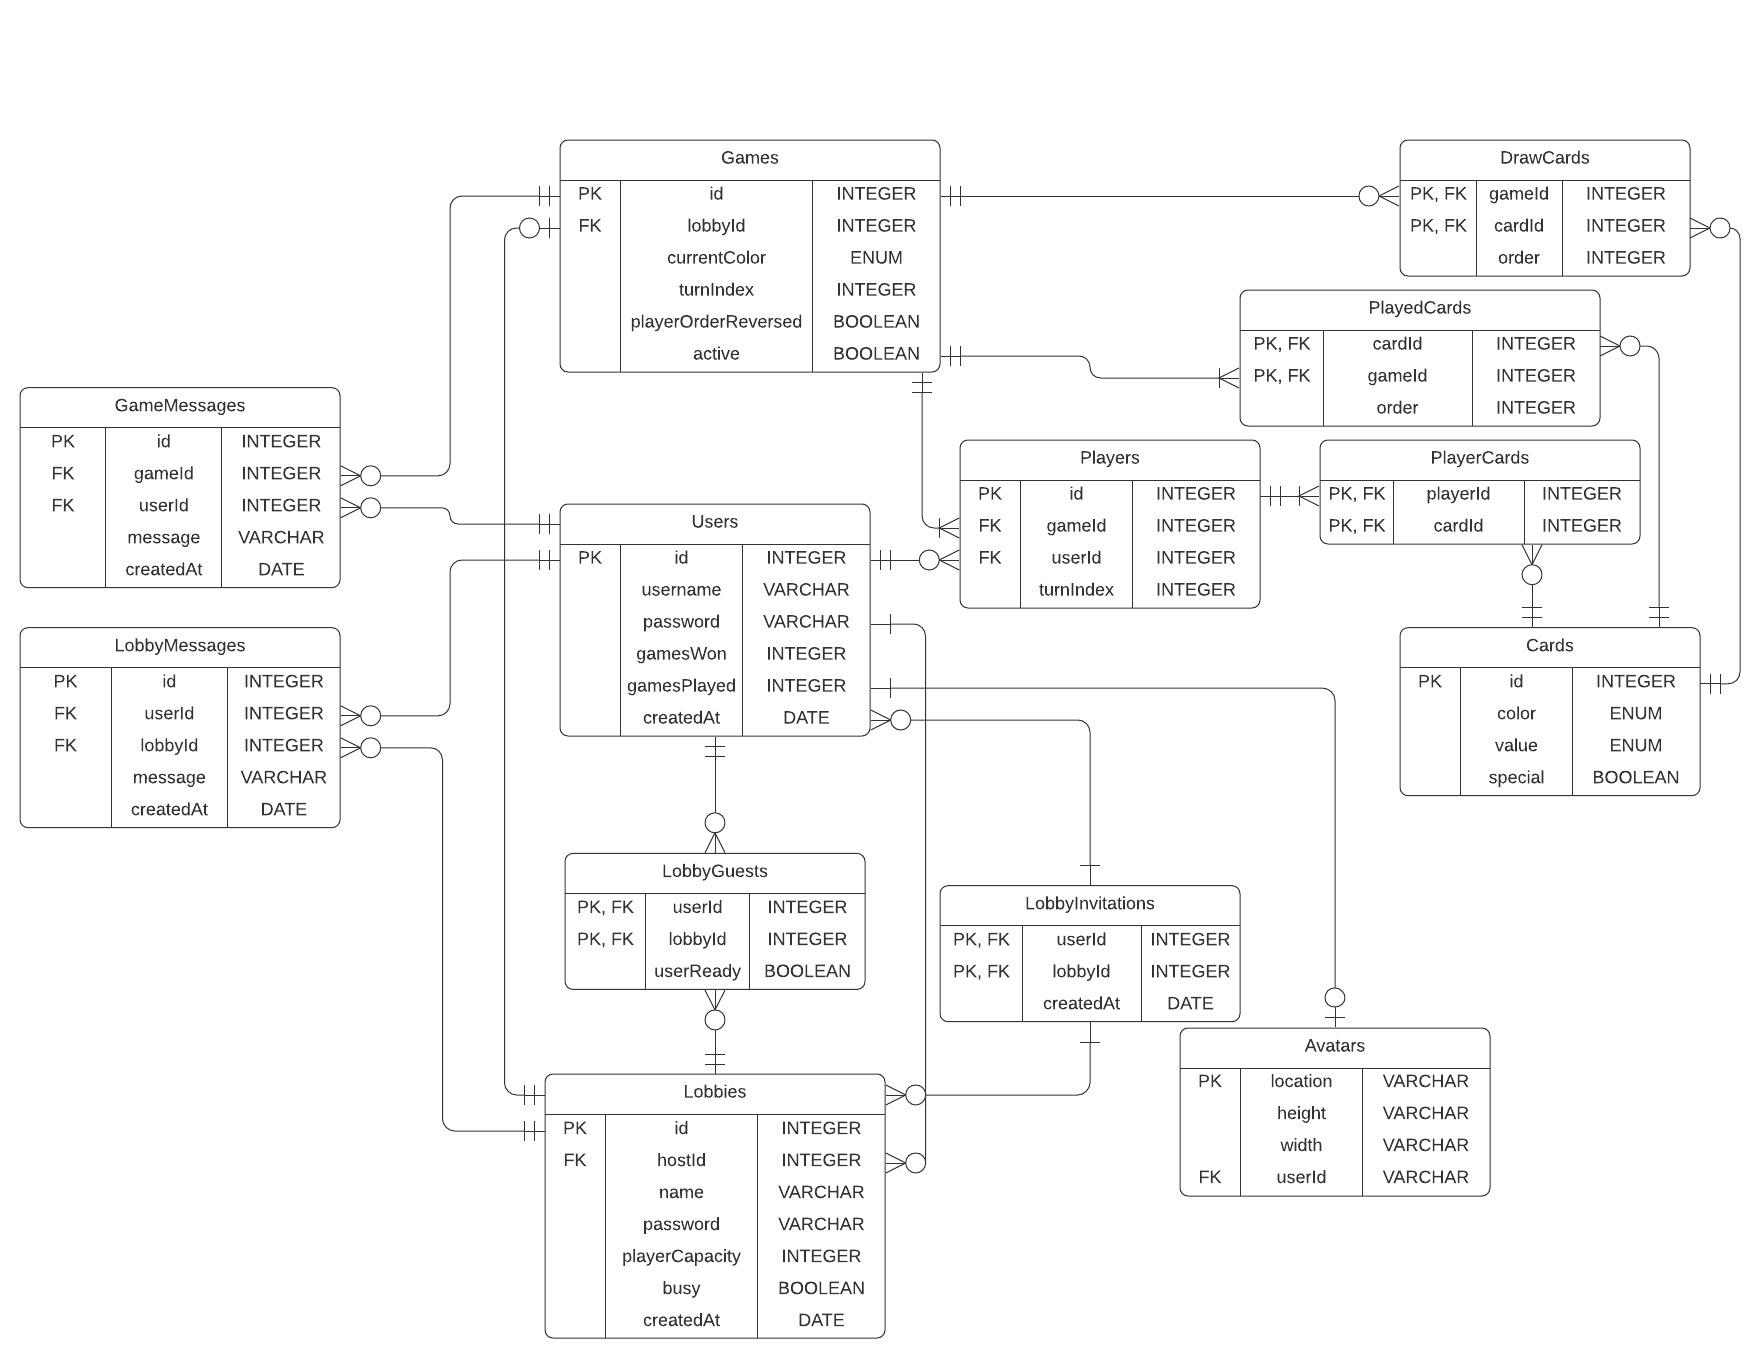 Games
PK id INTEGER
FK lobbyId INTEGER
currentColor ENUM
turnIndex INTEGER
playerOrderReversed BOOLEAN
active BOOLEAN
DrawCards
PK, FK gameId INTEGER
PK, FK cardId INTEGER
order INTEGER
PlayedCards
PK, FK cardId INTEGER
PK, FK gameId INTEGER
order INTEGER
GameMessages
PK id INTEGER
FK gameId INTEGER
FK userId INTEGER
message VARCHAR
createdAt DATE
Users
PK id INTEGER
username VARCHAR
password VARCHAR
gamesWon INTEGER
gamesPlayed INTEGER
createdAt DATE
Players
PK id INTEGER
FK gameId INTEGER
FK userId INTEGER
turnIndex INTEGER
PlayerCards
PK, FK playerId INTEGER
PK, FK cardId INTEGER
LobbyMessages
PK id INTEGER
FK userId INTEGER
FK lobbyId INTEGER
message VARCHAR
createdAt DATE
Cards
PK id INTEGER
color ENUM
value ENUM
special BOOLEAN
LobbyGuests
PK, FK userId INTEGER
PK, FK lobbyId INTEGER
userReady BOOLEAN
LobbyInvitations
PK, FK userId INTEGER
PK, FK lobbyId INTEGER
createdAt DATE
Avatars
PK location VARCHAR
height VARCHAR
width VARCHAR
FK userId VARCHAR
Lobbies
PK id INTEGER
FK hostId INTEGER
name VARCHAR
password VARCHAR
playerCapacity INTEGER
busy BOOLEAN
createdAt DATE